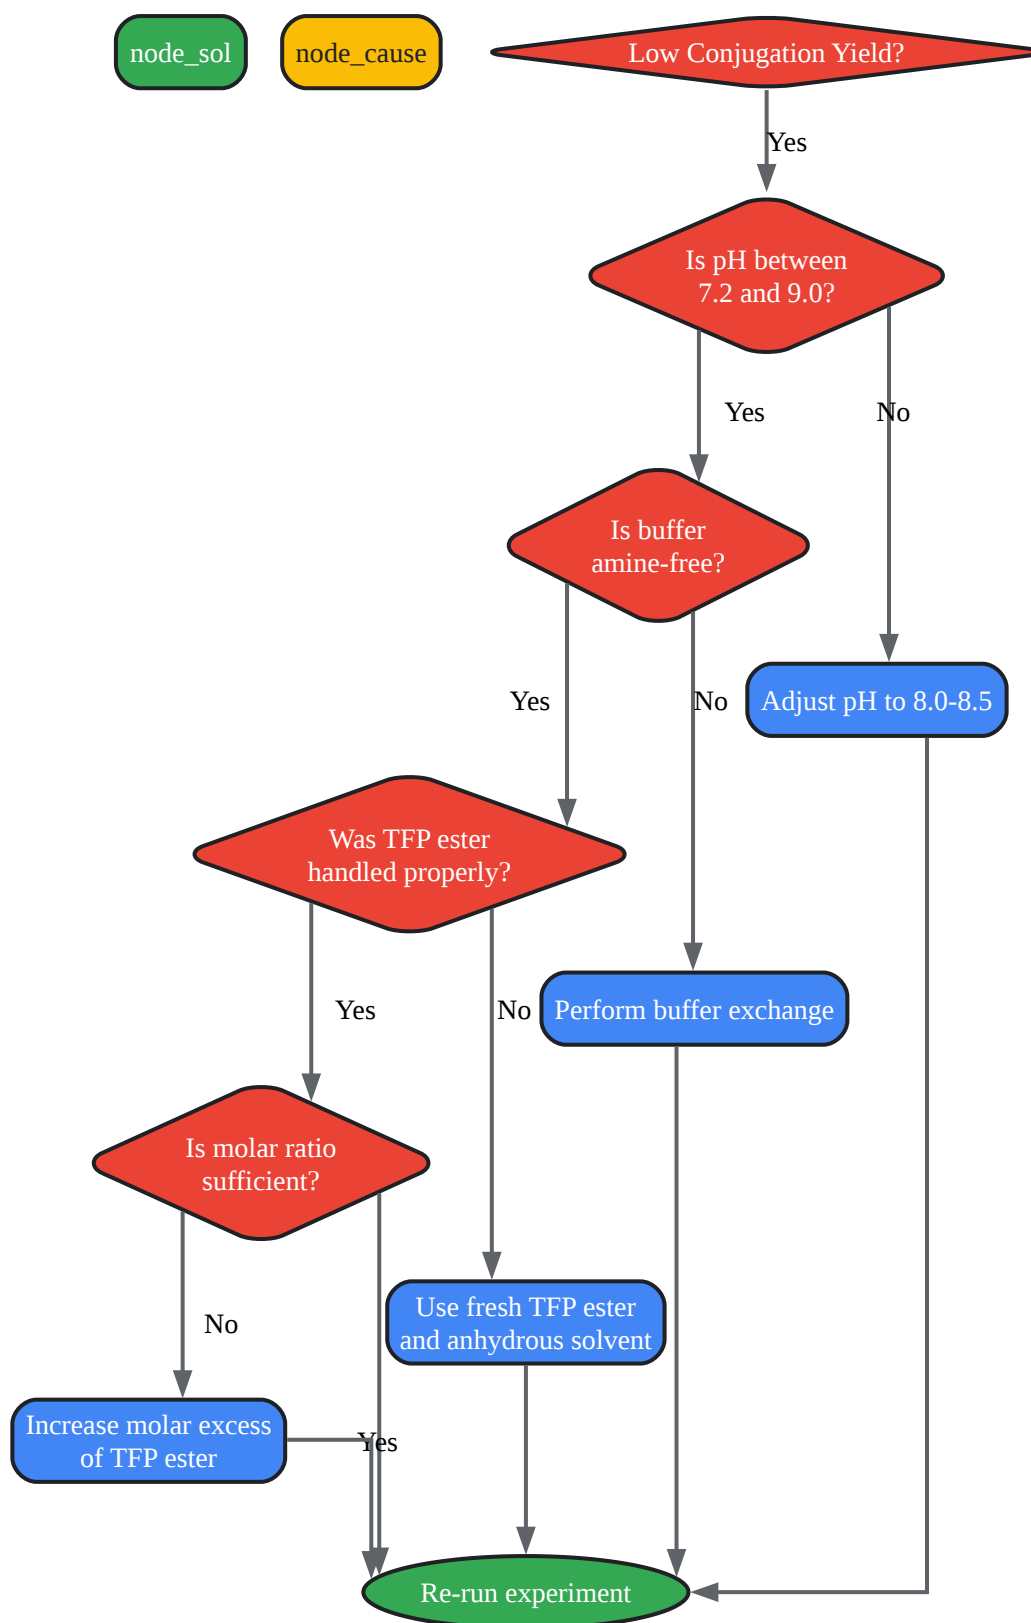 node_sol
node_cause
Low Conjugation Yield?
Yes
Is pH between
7.2 and 9.0?
Yes
No
Is buffer
amine-free?
Yes
No
Adjust pH to 8.0-8.5
Was TFP ester
handled properly?
Yes
No
Perform buffer exchange
Is molar ratio
sufficient?
No
Use fresh TFP ester
and anhydrous solvent
Increase molar excess
of TFP ester
Yes
Re-run experiment